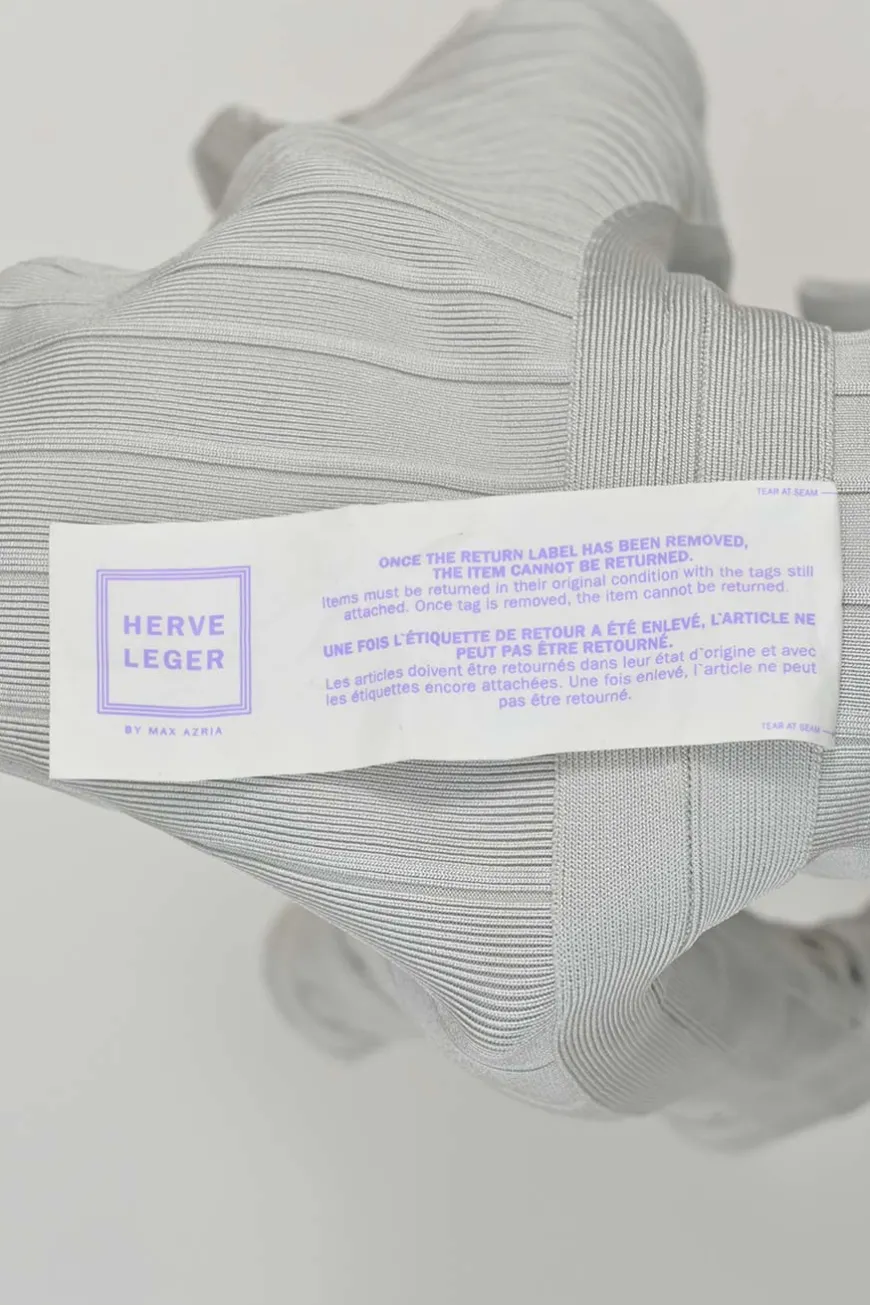 TEAR AT SEAM
HERVE
LEGER
BY MAX AZRIA
ONCE THE RETURN LABEL HAS BEEN REMOVED,
THE ITEM CANNOT BE RETURNED.
Items must be returned in their original condition with the tags still
attached. Once tag is removed, the item cannot be returned.
UNE FOIS L`ÉTIQUETTE DE RETOUR A ÉTÉ ENLEVÉ, L`ARTICLE NE
PEUT PAS ÊTRE RETOURNÉ.
Les articles doivent être retournés dans leur état d`origine et avec
les étiquettes encore attachées. Une fois enlevé, l`article ne peut
pas être retourné.
TEAR AT SEAM